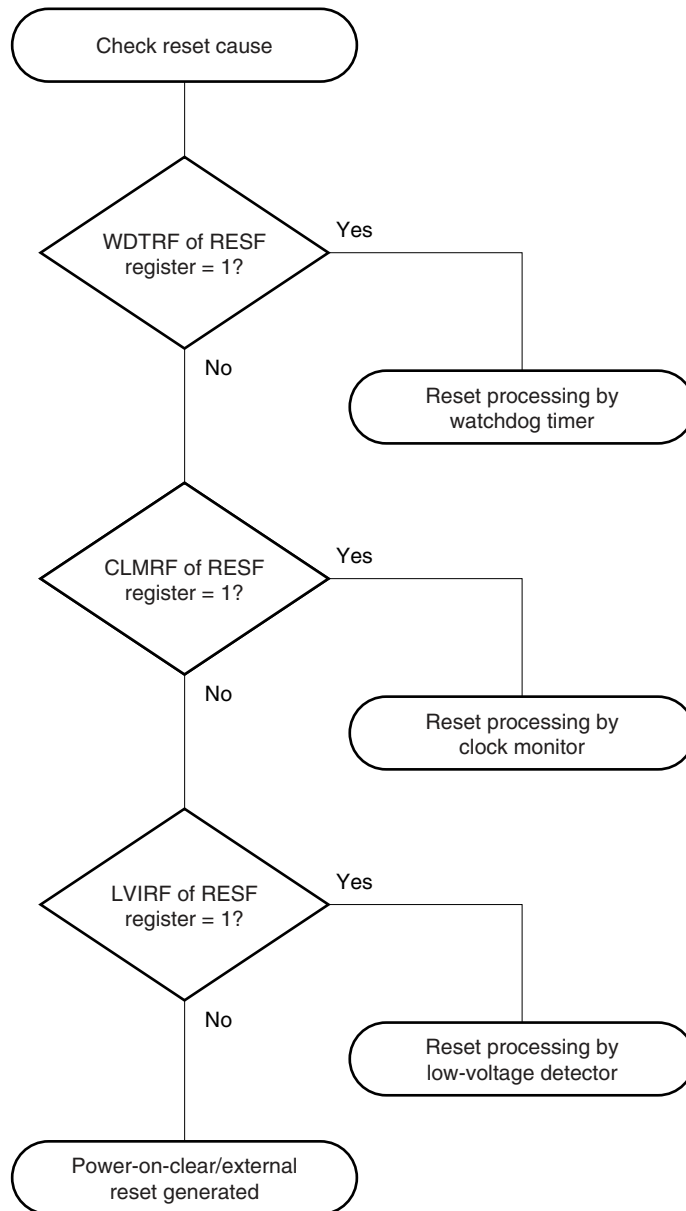 Check reset cause
WDTRF of RESF
register = 1?
Yes
No
Reset processing by
watchdog timer
CLMRF of RESF
register = 1?
Yes
No
Reset processing by
clock monitor
LVIRF of RESF
register = 1?
Yes
No
Reset processing by
low-voltage detector
Power-on-clear/external
reset generated